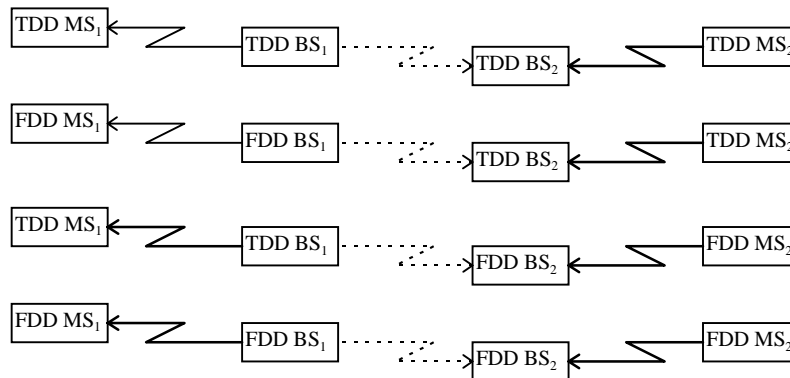 TDD MS₁ TDD BS₁ TDD BS₂ TDD MS₂
FDD MS₁ FDD BS₁ TDD BS₂ TDD MS₂
TDD MS₁ TDD BS₁ FDD BS₂ FDD MS₂
FDD MS₁ FDD BS₁ FDD BS₂ FDD MS₂